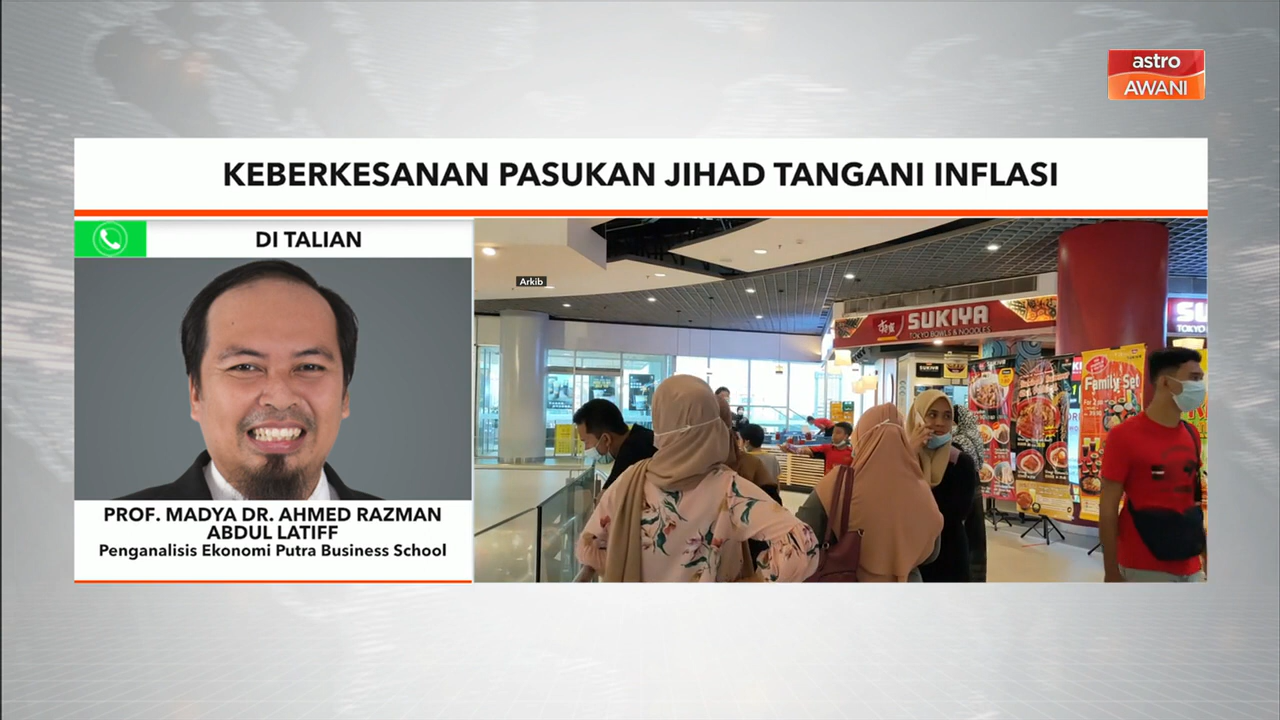 astro
AWANI
KEBERKESANAN PASUKAN JIHAD TANGANI INFLASI
DI TALIAN
Arkib
SUKIYA
TOKYO BOWLS & NOODLES
Family Set
PROF. MADYA DR. AHMED RAZMAN
ABDUL LATIFF
Penganalisis Ekonomi Putra Business School